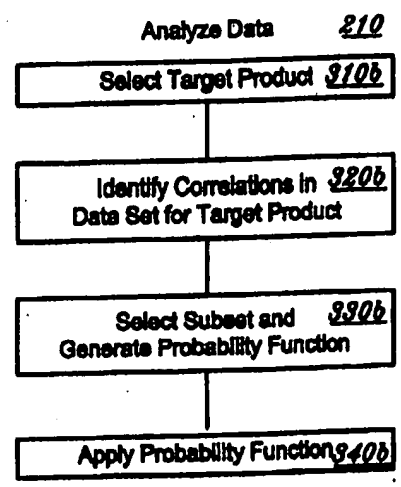 Analyze Data 210
Select Target Product 310b
Identify Correlations in 320b
Data Set for Target Product
Select Subset and 330b
Generate Probability Function
Apply Probability Function 340b